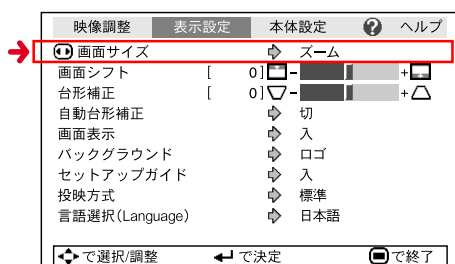 映像調整 表示設定 本体設定 ? ヘルプ
画面サイズ ズーム
画面シフト [ 0] - +
台形補正 [ 0] - +
自動台形補正 切
画面表示 入
バックグラウンド ロゴ
セットアップガイド 入
投映方式 標準
言語選択(Language) 日本語
で選択/調整 で決定 で終了